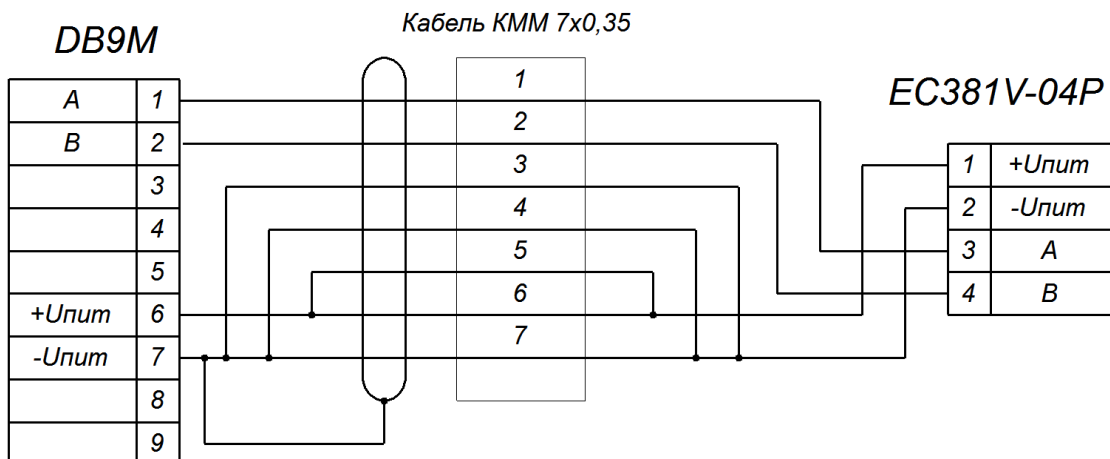 Кабель КММ 7х0,35
DB9M
A 1
B 2
3
4
5
+Uпит 6
-Uпит 7
8
9
1
2
3
4
5
6
7
EC381V-04P
1 +Uпит
2 -Uпит
3 A
4 B